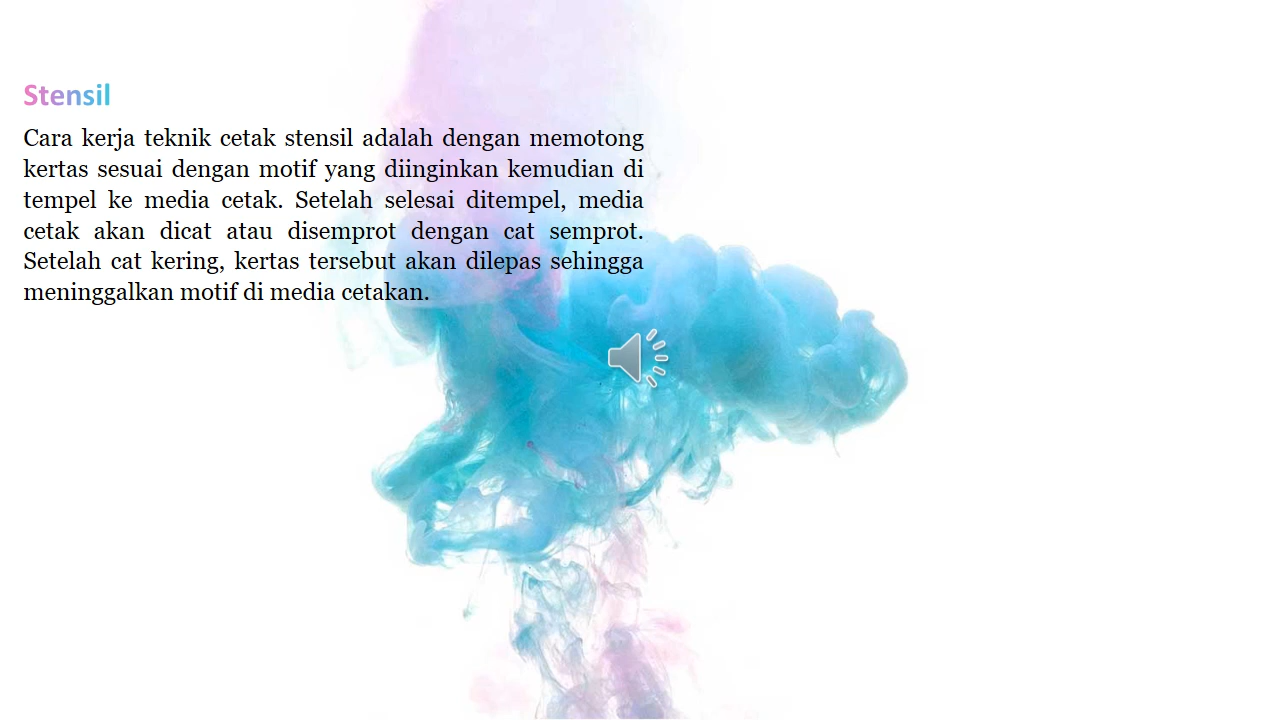 Stensil
Cara kerja teknik cetak stensil adalah dengan memotong
kertas sesuai dengan motif yang diinginkan kemudian di
tempel ke media cetak. Setelah selesai ditempel, media
cetak akan dicat atau disemprot dengan cat semprot.
Setelah cat kering, kertas tersebut akan dilepas sehingga
meninggalkan motif di media cetakan.